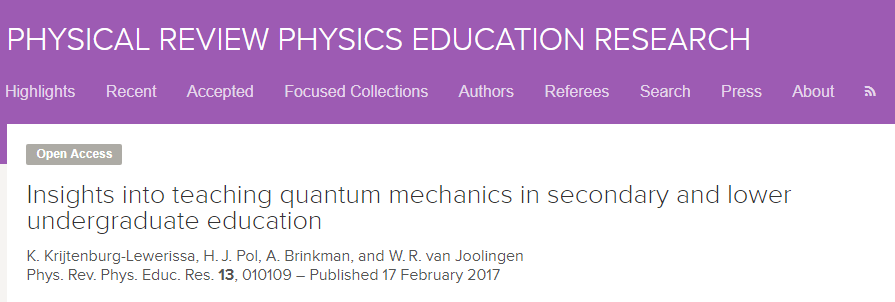 PHYSICAL REVIEW PHYSICS EDUCATION RESEARCH
Highlights Recent Accepted Focused Collections Authors Referees Search Press About
Open Access
Insights into teaching quantum mechanics in secondary and lower
undergraduate education
K. Krijtenburg-Lewerissa, H. J. Pol, A. Brinkman, and W. R. van Joolingen
Phys. Rev. Phys. Educ. Res. 13, 010109 – Published 17 February 2017